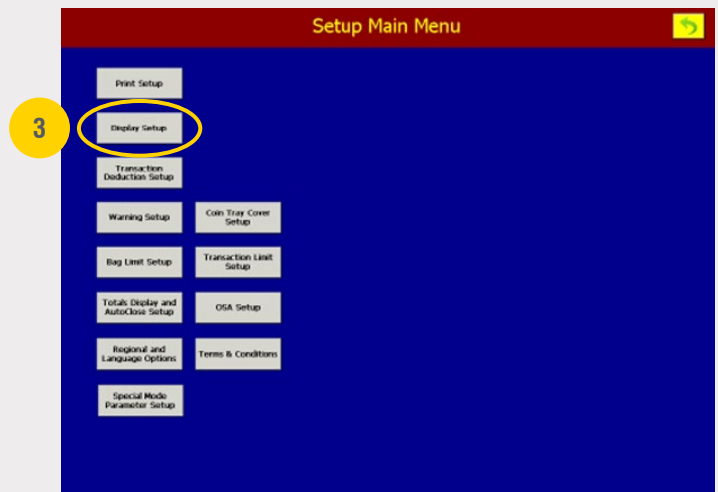 Setup Main Menu
Print Setup
3
Display Setup
Transaction
Deduction Setup
Warning Setup
Coin Tray Cover
Setup
Bag Limit Setup
Transaction Limit
Setup
Totals Display and
AutoClose Setup
OSA Setup
Regional and
Language Options
Terms & Conditions
Special Mode
Parameter Setup